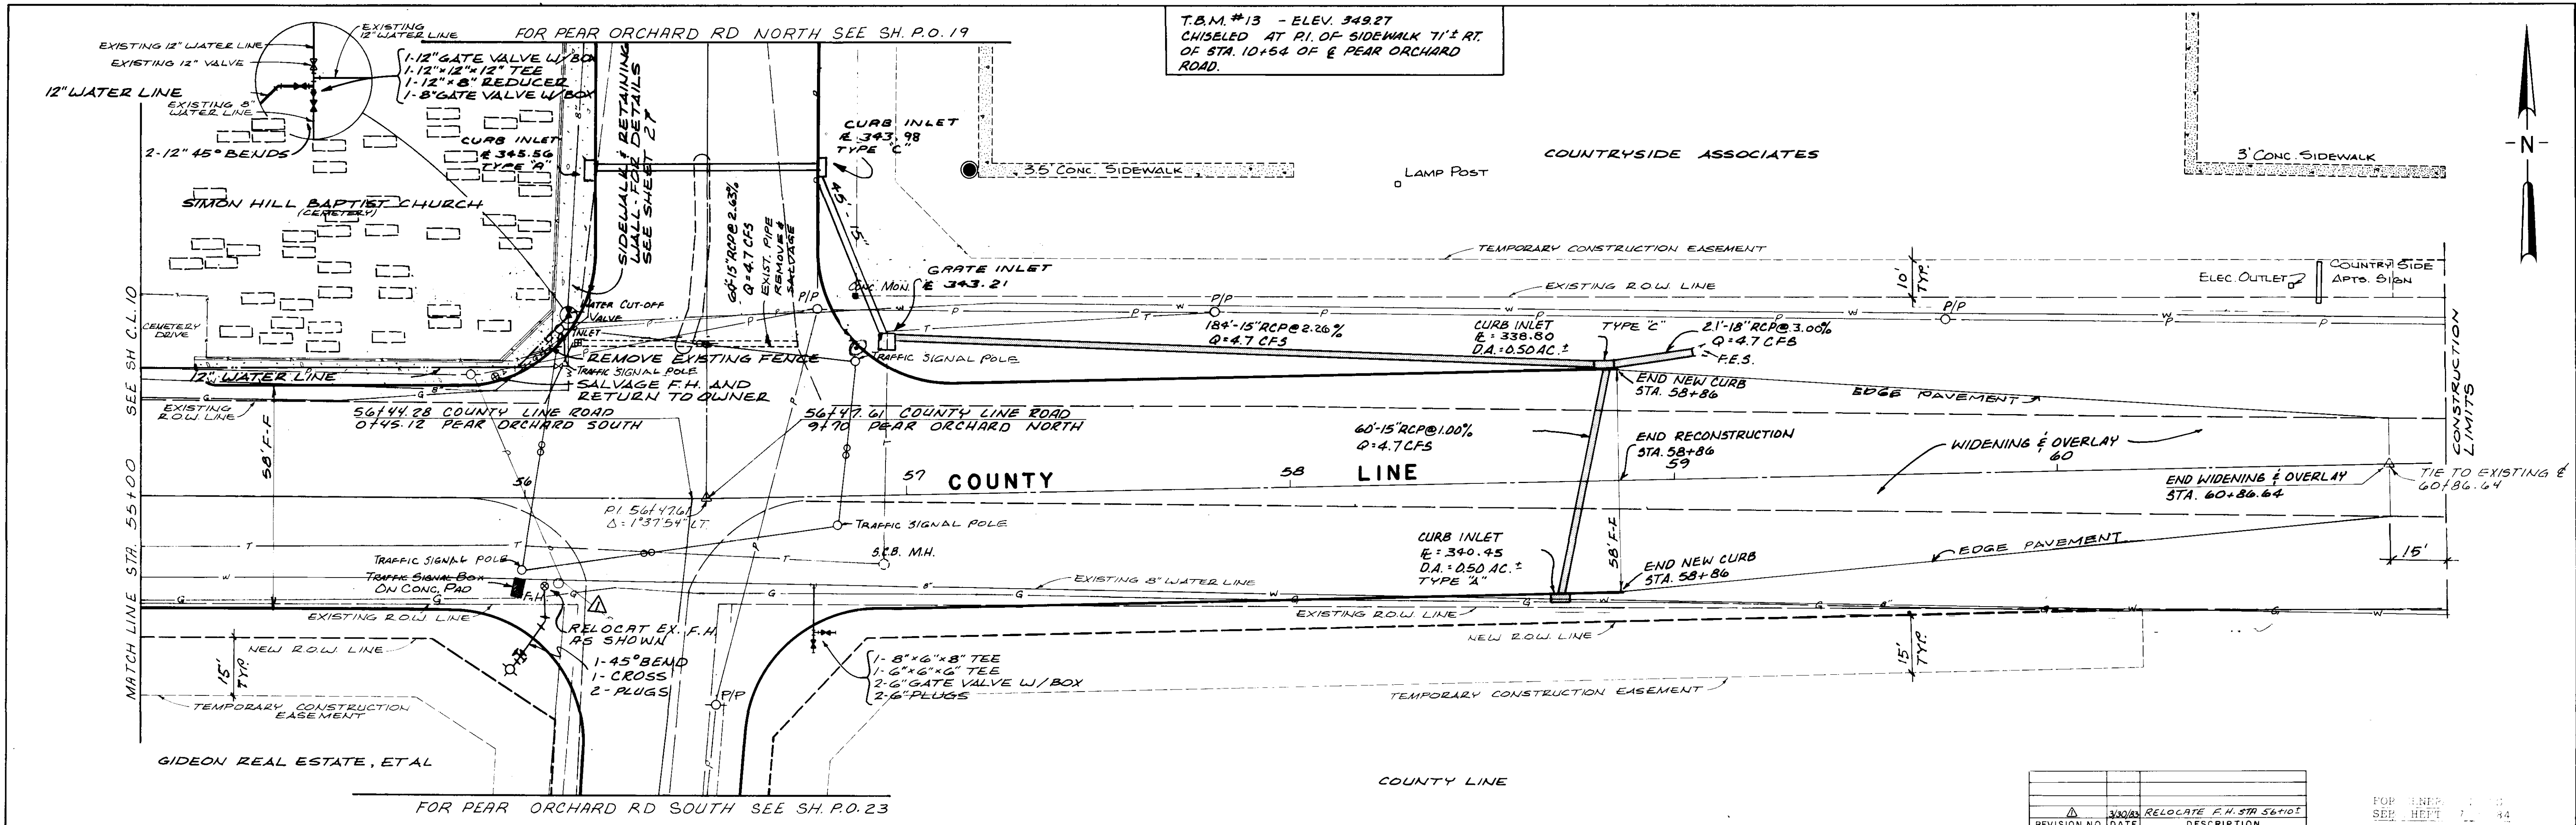 T.B.M. #13 - ELEV. 349.27
CHISELED AT P.I. OF SIDEWALK 71'± RT.
OF STA. 10+54 OF ℄ PEAR ORCHARD
ROAD.
FOR PEAR ORCHARD RD NORTH SEE SH. P.O. 19
EXISTING
12" WATER LINE
EXISTING 12" WATER LINE
EXISTING 12" VALVE
12" WATER LINE
EXISTING 8"
WATER LINE
2-12" 45° BENDS
1-12" GATE VALVE W/BOX
1-12"x12"x12" TEE
1-12"x8" REDUCER
1-8" GATE VALVE W/BOX
CURB INLET
℄ 345.56
TYPE "A"
SIDEWALK & RETAINING
WALL - FOR DETAILS
SEE SHEET 27
CURB INLET
℄ 343.98
TYPE "C"
3.5' CONC. SIDEWALK
COUNTRYSIDE ASSOCIATES
LAMP POST
3' CONC. SIDEWALK
-N-
SIMON HILL BAPTIST CHURCH
(CEMETERY)
60'-15" RCP @ 2.63%
Q=4.7 CFS
EXIST. PIPE
REMOVE &
SALVAGE
45'-15"
GRATE INLET
℄ 343.21
CONC. MON.
P/P
TEMPORARY CONSTRUCTION EASEMENT
EXISTING R.O.W. LINE
10'
TYP.
ELEC. OUTLET
COUNTRY SIDE
APTS. SIGN
P/P
P/P
CEMETERY
DRIVE
WATER CUT-OFF
VALVE
INLET
REMOVE EXISTING FENCE
TRAFFIC SIGNAL POLE
SALVAGE F.H. AND
RETURN TO OWNER
12" WATER LINE
TRAFFIC SIGNAL POLE
184'-15" RCP @ 2.26%
Q=4.7 CFS
CURB INLET
℄ = 338.80
D.A. = 0.50 AC.±
TYPE "C"
21'-18" RCP @ 3.00%
Q=4.7 CFS
F.E.S.
END NEW CURB
STA. 58+86
EDGE PAVEMENT
CONSTRUCTION
LIMITS
MATCH LINE STA. 55+00 SEE SH C.L. 10
EXISTING
R.O.W. LINE
58' F-F
56+44.28 COUNTY LINE ROAD
0+45.12 PEAR ORCHARD SOUTH
56+47.61 COUNTY LINE ROAD
9+70 PEAR ORCHARD NORTH
60'-15" RCP @ 1.00%
Q=4.7 CFS
END RECONSTRUCTION
STA. 58+86
WIDENING & OVERLAY
56
57
COUNTY
58
LINE
59
60
P.I 56+47.61
Δ = 1°37'54" LT.
END WIDENING & OVERLAY
STA. 60+86.64
TIE TO EXISTING ℄
60+86.64
TRAFFIC SIGNAL POLE
TRAFFIC SIGNAL POLE
TRAFFIC SIGNAL BOX
ON CONC. PAD
S.C.B. M.H.
F.H.
CURB INLET
℄ = 340.45
D.A. = 0.50 AC.±
TYPE "A"
58' F-F
END NEW CURB
STA. 58+86
EDGE PAVEMENT
15'
EXISTING 8" WATER LINE
EXISTING R.O.W. LINE
EXISTING R.O.W. LINE
NEW R.O.W. LINE
NEW R.O.W. LINE
RELOCAT EX. F.H.
AS SHOWN
1-45° BEND
1- CROSS
2- PLUGS
P/P
1- 8"x6"x8" TEE
1- 6"x6"x6" TEE
2-6" GATE VALVE W/BOX
2-6" PLUGS
15'
TYP.
15'
TYP.
TEMPORARY CONSTRUCTION
EASEMENT
TEMPORARY CONSTRUCTION EASEMENT
GIDEON REAL ESTATE, ET AL
COUNTY LINE
FOR PEAR ORCHARD RD SOUTH SEE SH. P.O. 23
3/30/83 RELOCATE F.H. STA 56+10±
REVISION NO. DATE DESCRIPTION
FOR
SEE